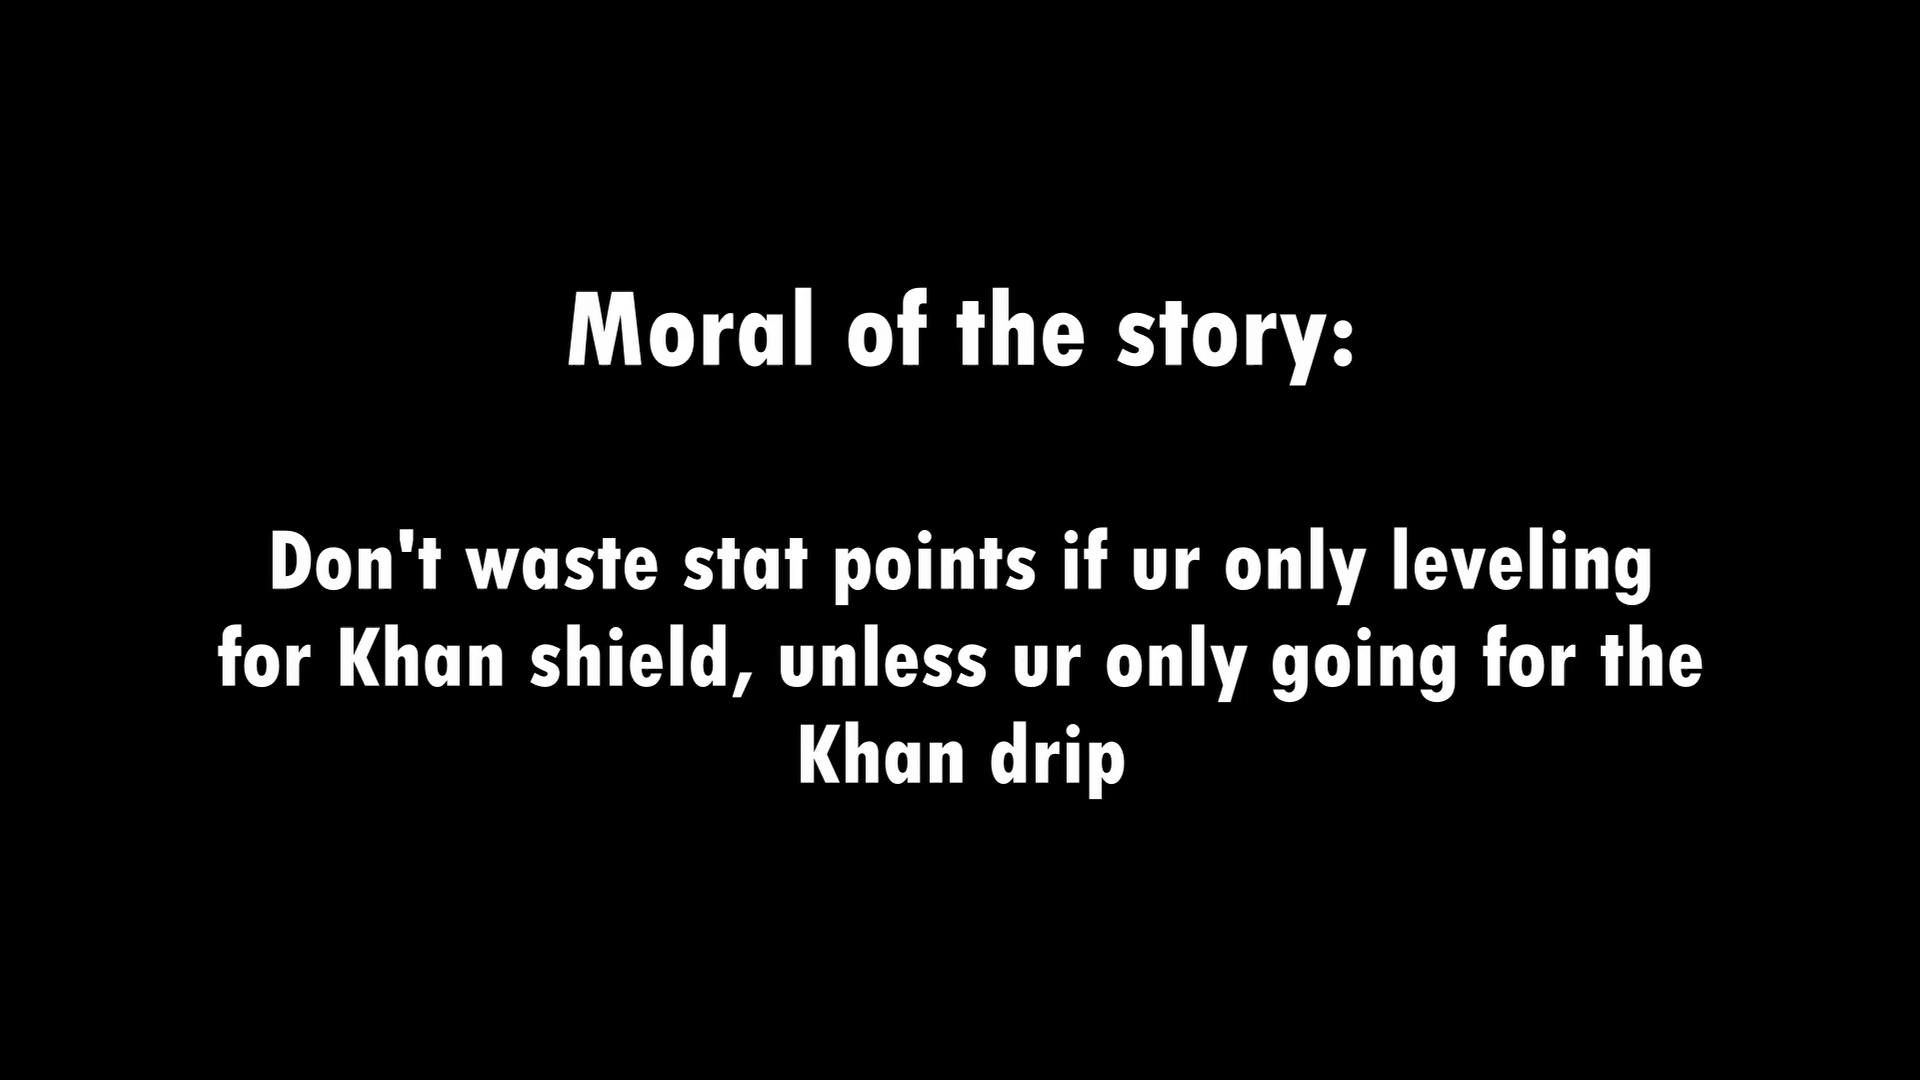 Moral of the story:
Don't waste stat points if ur only leveling
for Khan shield, unless ur only going for the
Khan drip